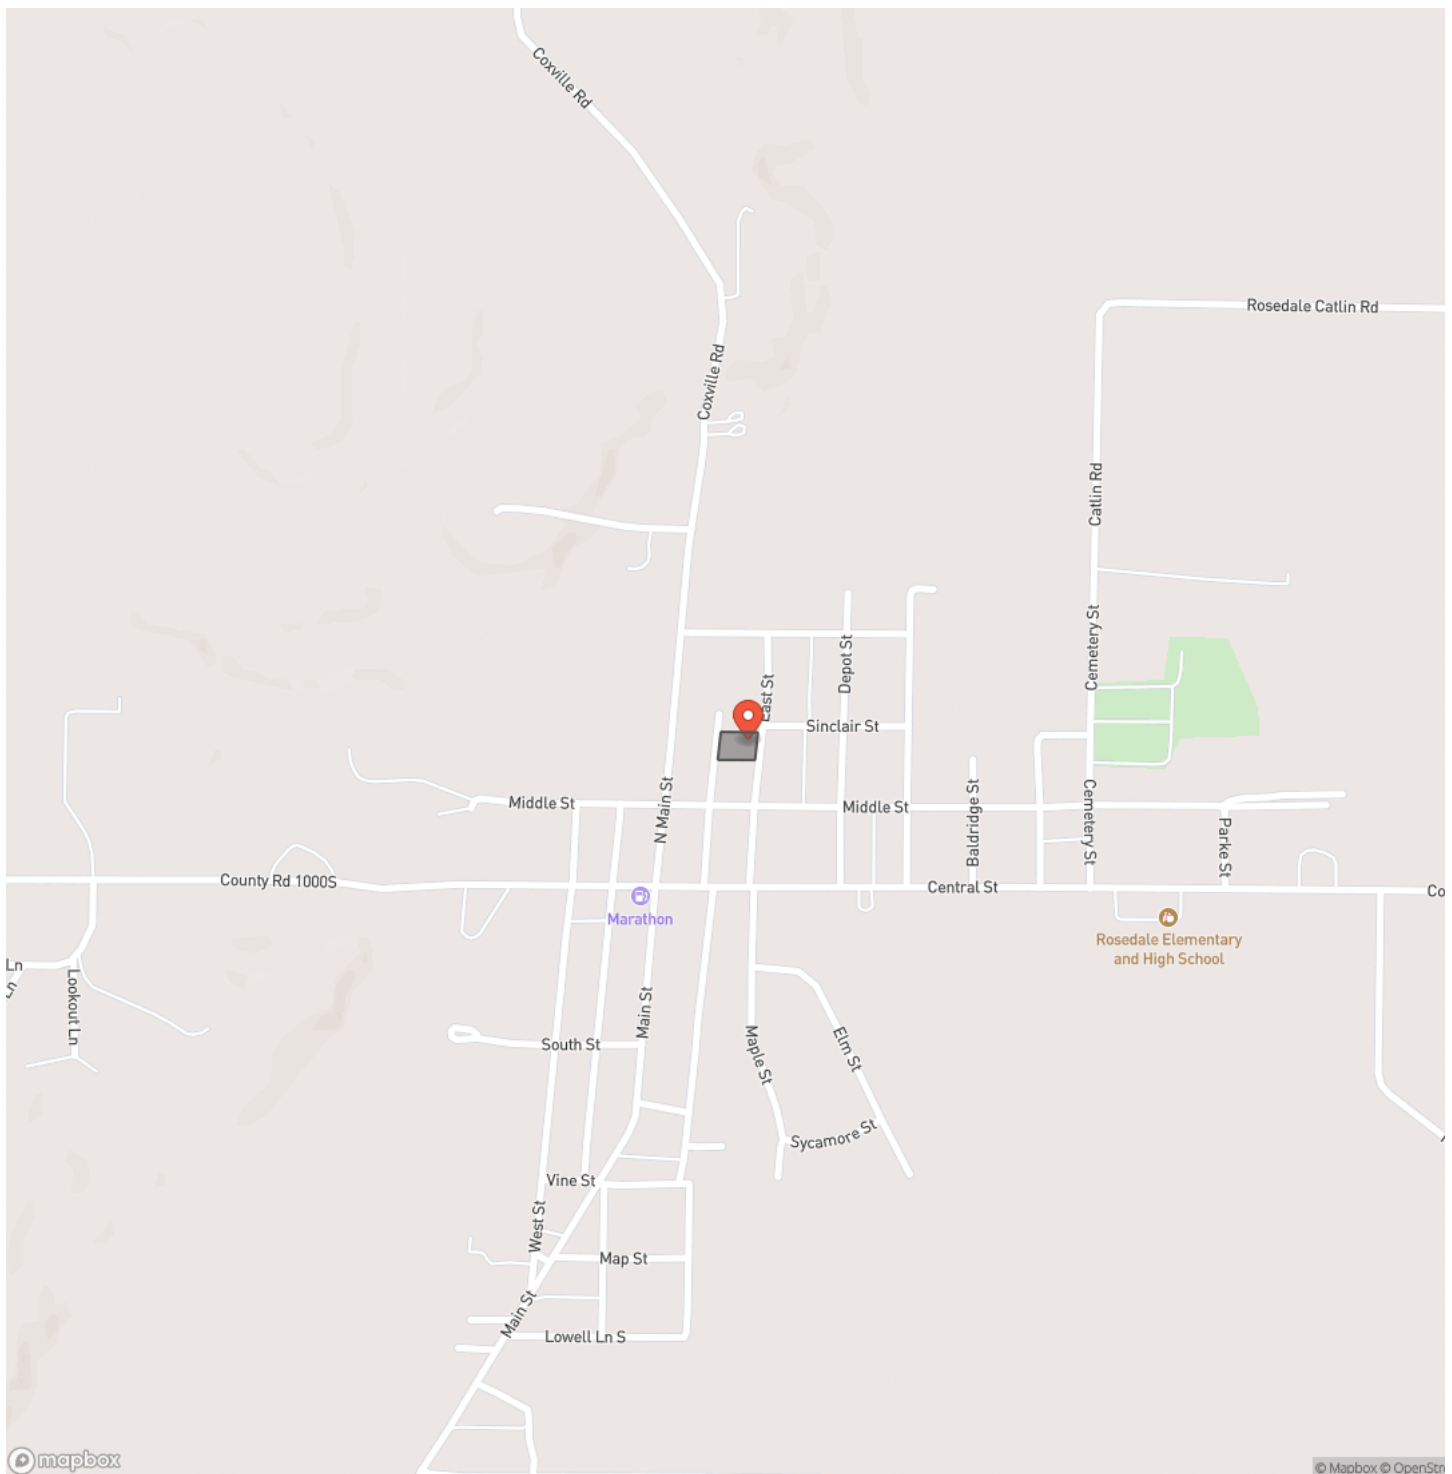 Coxville Rd
Rosedale Catlin Rd
Coxville Rd
Catlin Rd
Cemetery St
Depot St
East St
Sinclair St
Middle St
N Main St
Middle St
Baldridge St
Cemetery St
Parke St
County Rd 1000S
Central St
Co
Marathon
Rosedale Elementary
and High School
Ln
Ln
Lookout Ln
Main St
South St
Maple St
Elm St
Sycamore St
Vine St
West St
Map St
Main St
Lowell Ln S
mapbox
© Mapbox © OpenStre